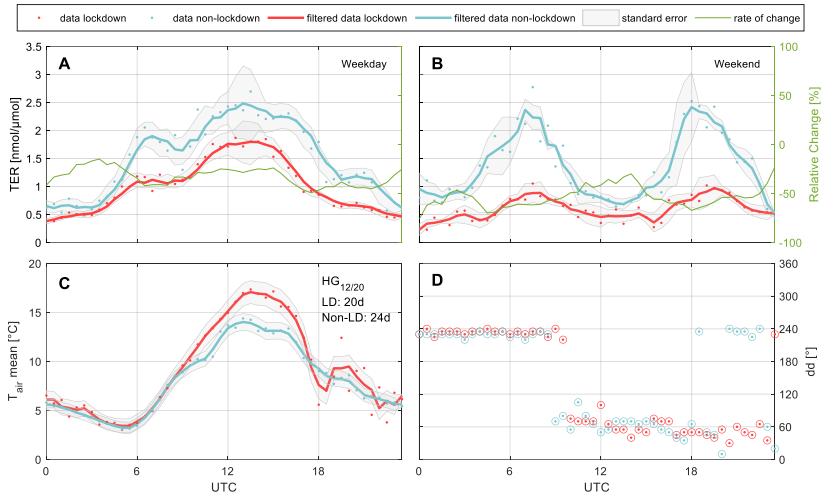 data lockdown data non-lockdown filtered data lockdown filtered data non-lockdown standard error rate of change
A Weekday
B Weekend
TER [nmol/µmol]
3.5
3
2.5
2
1.5
1
0.5
0
Relative Change [%]
100
50
0
-50
-100
C
HG12/20
LD: 20d
Non-LD: 24d
D
Tair mean [°C]
20
15
10
5
0
dd [°]
360
300
240
180
120
60
0
0 6 12 18
0 6 12 18
UTC
UTC